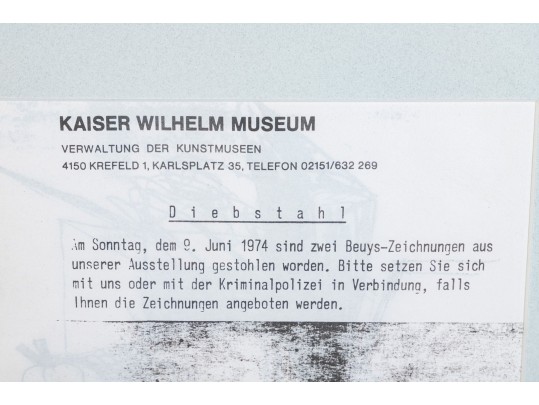 KAISER WILHELM MUSEUM
VERWALTUNG DER KUNSTMUSEEN
4150 KREFELD 1, KARLSPLATZ 35, TELEFON 02151/632 269
D i e b s t a h l
Am Sonntag, dem 9. Juni 1974 sind zwei Beuys-Zeichnungen aus
unserer Ausstellung gestohlen worden. Bitte setzen Sie sich
mit uns oder mit der Kriminalpolizei in Verbindung, falls
Ihnen die Zeichnungen angeboten werden.